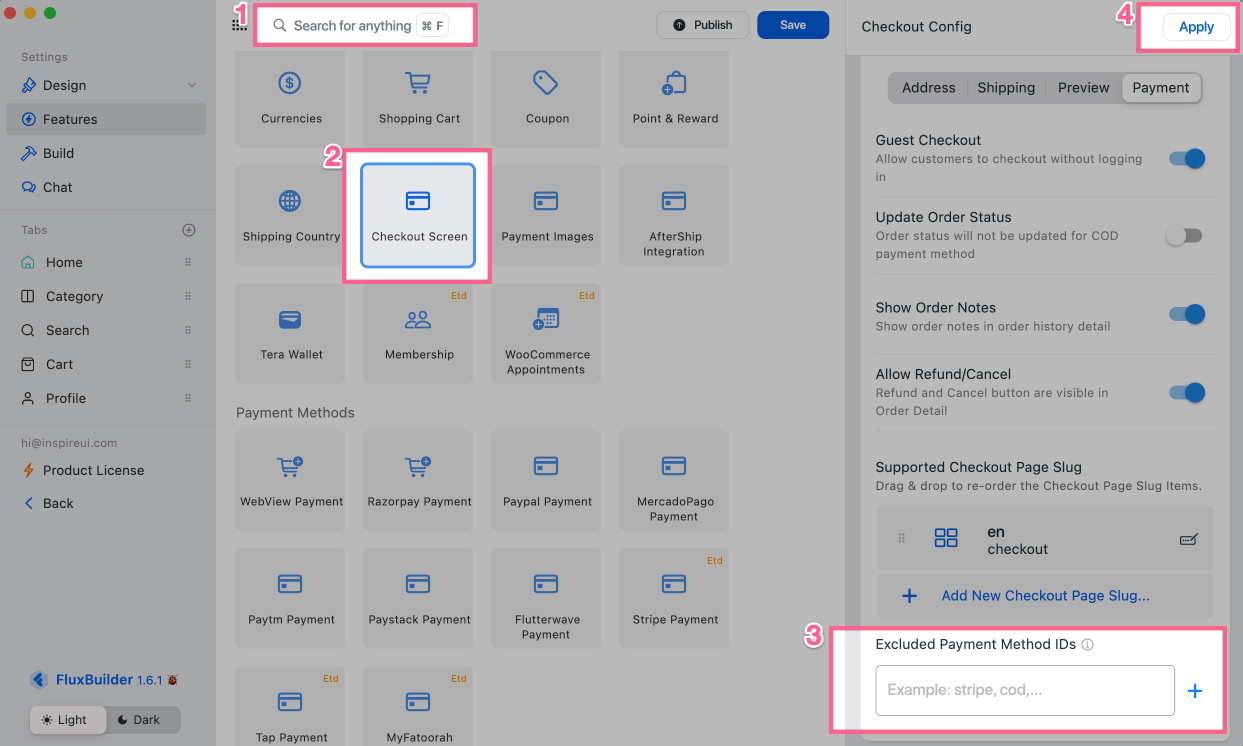 1
Search for anything ⌘ F
Publish
Save
Checkout Config
4
Apply
Settings
Design
Features
Build
Chat
Tabs
Home
Category
Search
Cart
Profile
hi@inspireui.com
Product License
Back
FluxBuilder 1.6.1
Light
Dark
Currencies
Shopping Cart
Coupon
Point & Reward
2
Shipping Country
Checkout Screen
Payment Images
AfterShip
Integration
Tera Wallet
Etd
Membership
Etd
WooCommerce
Appointments
Payment Methods
WebView Payment
Razorpay Payment
Paypal Payment
MercadoPago
Payment
Paytm Payment
Paystack Payment
Flutterwave
Payment
Etd
Stripe Payment
Etd
Tap Payment
Etd
MyFatoorah
Address
Shipping
Preview
Payment
Guest Checkout
Allow customers to checkout without logging
in
Update Order Status
Order status will not be updated for COD
payment method
Show Order Notes
Show order notes in order history detail
Allow Refund/Cancel
Refund and Cancel button are visible in
Order Detail
Supported Checkout Page Slug
Drag & drop to re-order the Checkout Page Slug Items.
en
checkout
Add New Checkout Page Slug...
3
Excluded Payment Method IDs
Example: stripe, cod,...